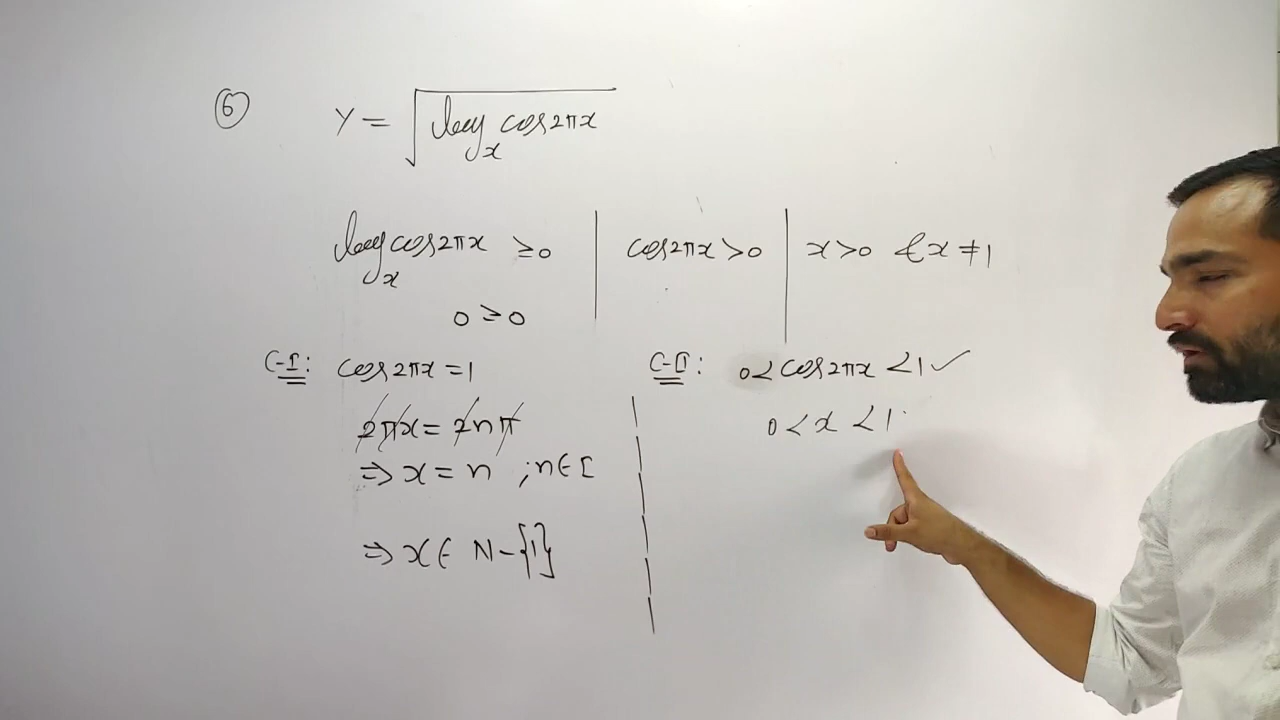 ⑥ Y = √(log_x cos2πx)
log_x cos2πx ≥0 | cos2πx >0 | x>0 & x ≠ 1
0 ≥ 0
C-I: cos2πx = 1
2πx = 2nπ
⇒ x = n ; n∈I
⇒ x∈ N-{1}
C-II: 0< cos2πx <1 ✓
0 < x < 1